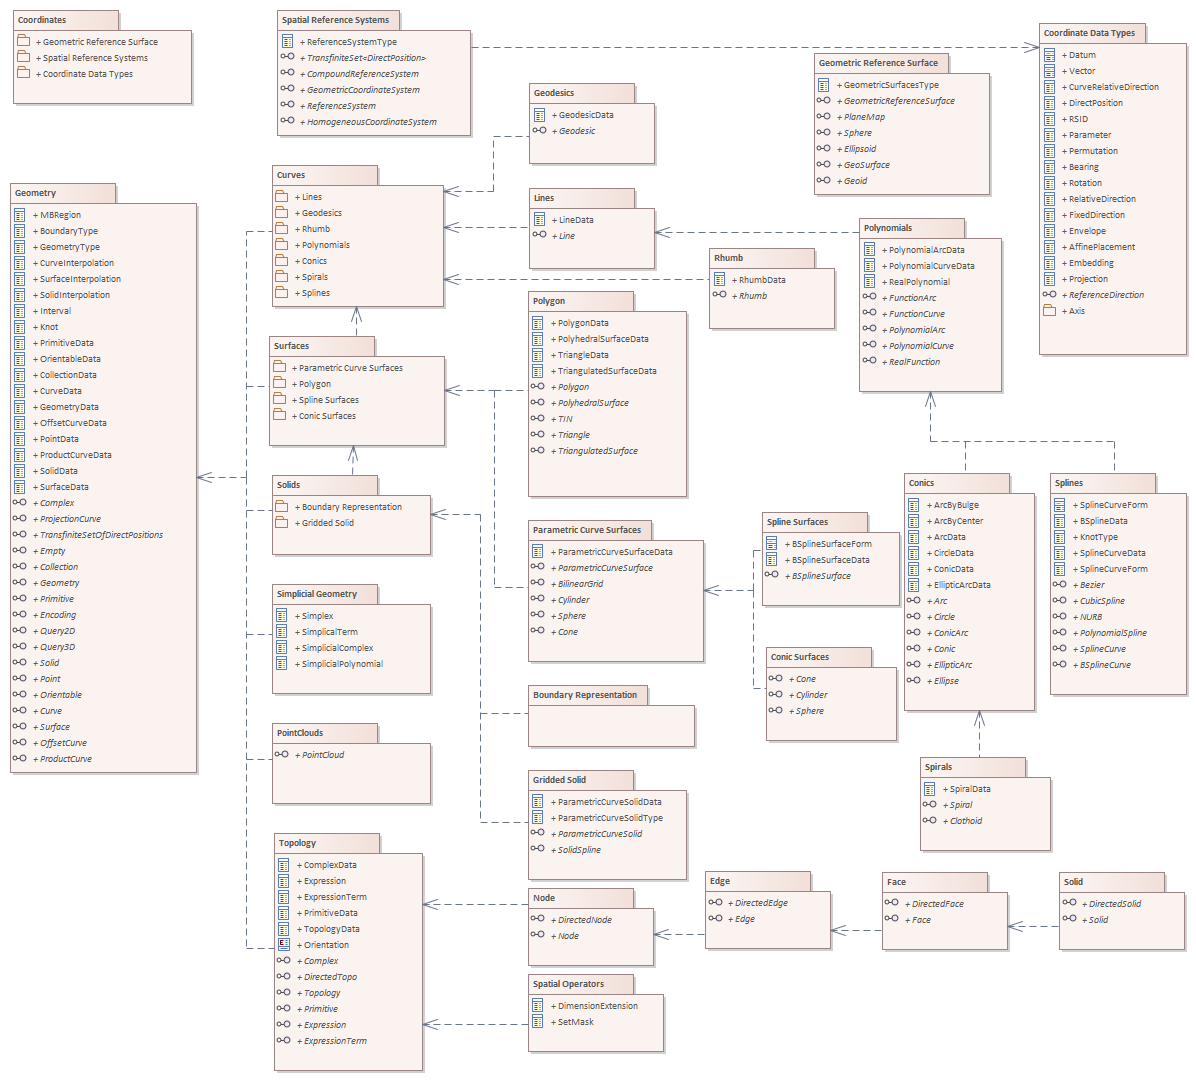 Coordinates
+ Geometric Reference Surface
+ Spatial Reference Systems
+ Coordinate Data Types
Spatial Reference Systems
+ ReferenceSystemType
+ TransfiniteSet<DirectPosition>
+ CompoundReferenceSystem
+ GeometricCoordinateSystem
+ ReferenceSystem
+ HomogeneousCoordinateSystem
Geometric Reference Surface
+ GeometricSurfacesType
+ GeometricReferenceSurface
+ PlaneMap
+ Sphere
+ Ellipsoid
+ GeoSurface
+ Geoid
Coordinate Data Types
+ Datum
+ Vector
+ CurveRelativeDirection
+ DirectPosition
+ RSID
+ Parameter
+ Permutation
+ Bearing
+ Rotation
+ RelativeDirection
+ FixedDirection
+ Envelope
+ AffinePlacement
+ Embedding
+ Projection
+ ReferenceDirection
+ Axis
Geodesics
+ GeodesicData
+ Geodesic
Geometry
+ MBRegion
+ BoundaryType
+ GeometryType
+ CurveInterpolation
+ SurfaceInterpolation
+ SolidInterpolation
+ Interval
+ Knot
+ PrimitiveData
+ OrientableData
+ CollectionData
+ CurveData
+ GeometryData
+ OffsetCurveData
+ PointData
+ ProductCurveData
+ SolidData
+ SurfaceData
+ Complex
+ ProjectionCurve
+ TransfiniteSetOfDirectPositions
+ Empty
+ Collection
+ Geometry
+ Primitive
+ Encoding
+ Query2D
+ Query3D
+ Solid
+ Point
+ Orientable
+ Curve
+ Surface
+ OffsetCurve
+ ProductCurve
Curves
+ Lines
+ Geodesics
+ Rhumb
+ Polynomials
+ Conics
+ Spirals
+ Splines
Lines
+ LineData
+ Line
Rhumb
+ RhumbData
+ Rhumb
Polynomials
+ PolynomialArcData
+ PolynomialCurveData
+ RealPolynomial
+ FunctionArc
+ FunctionCurve
+ PolynomialArc
+ PolynomialCurve
+ RealFunction
Surfaces
+ Parametric Curve Surfaces
+ Polygon
+ Spline Surfaces
+ Conic Surfaces
Polygon
+ PolygonData
+ PolyhedralSurfaceData
+ TriangleData
+ TriangulatedSurfaceData
+ Polygon
+ PolyhedralSurface
+ TIN
+ Triangle
+ TriangulatedSurface
Solids
+ Boundary Representation
+ Gridded Solid
Parametric Curve Surfaces
+ ParametricCurveSurfaceData
+ ParametricCurveSurface
+ BilinearGrid
+ Cylinder
+ Sphere
+ Cone
Spline Surfaces
+ BSplineSurfaceForm
+ BSplineSurfaceData
+ BSplineSurface
Conics
+ ArcByBulge
+ ArcByCenter
+ ArcData
+ CircleData
+ ConicData
+ EllipticArcData
+ Arc
+ Circle
+ ConicArc
+ Conic
+ EllipticArc
+ Ellipse
Splines
+ SplineCurveForm
+ BSplineData
+ KnotType
+ SplineCurveData
+ SplineCurveForm
+ Bezier
+ CubicSpline
+ NURB
+ PolynomialSpline
+ SplineCurve
+ BSplineCurve
Simplicial Geometry
+ Simplex
+ SimplicalTerm
+ SimplicialComplex
+ SimplicialPolynomial
Conic Surfaces
+ Cone
+ Cylinder
+ Sphere
Boundary Representation
PointClouds
+ PointCloud
Gridded Solid
+ ParametricCurveSolidData
+ ParametricCurveSolidType
+ ParametricCurveSolid
+ SolidSpline
Spirals
+ SpiralData
+ Spiral
+ Clothoid
Topology
+ ComplexData
+ Expression
+ ExpressionTerm
+ PrimitiveData
+ TopologyData
+ Orientation
+ Complex
+ DirectedTopo
+ Topology
+ Primitive
+ Expression
+ ExpressionTerm
Node
+ DirectedNode
+ Node
Edge
+ DirectedEdge
+ Edge
Face
+ DirectedFace
+ Face
Solid
+ DirectedSolid
+ Solid
Spatial Operators
+ DimensionExtension
+ SetMask